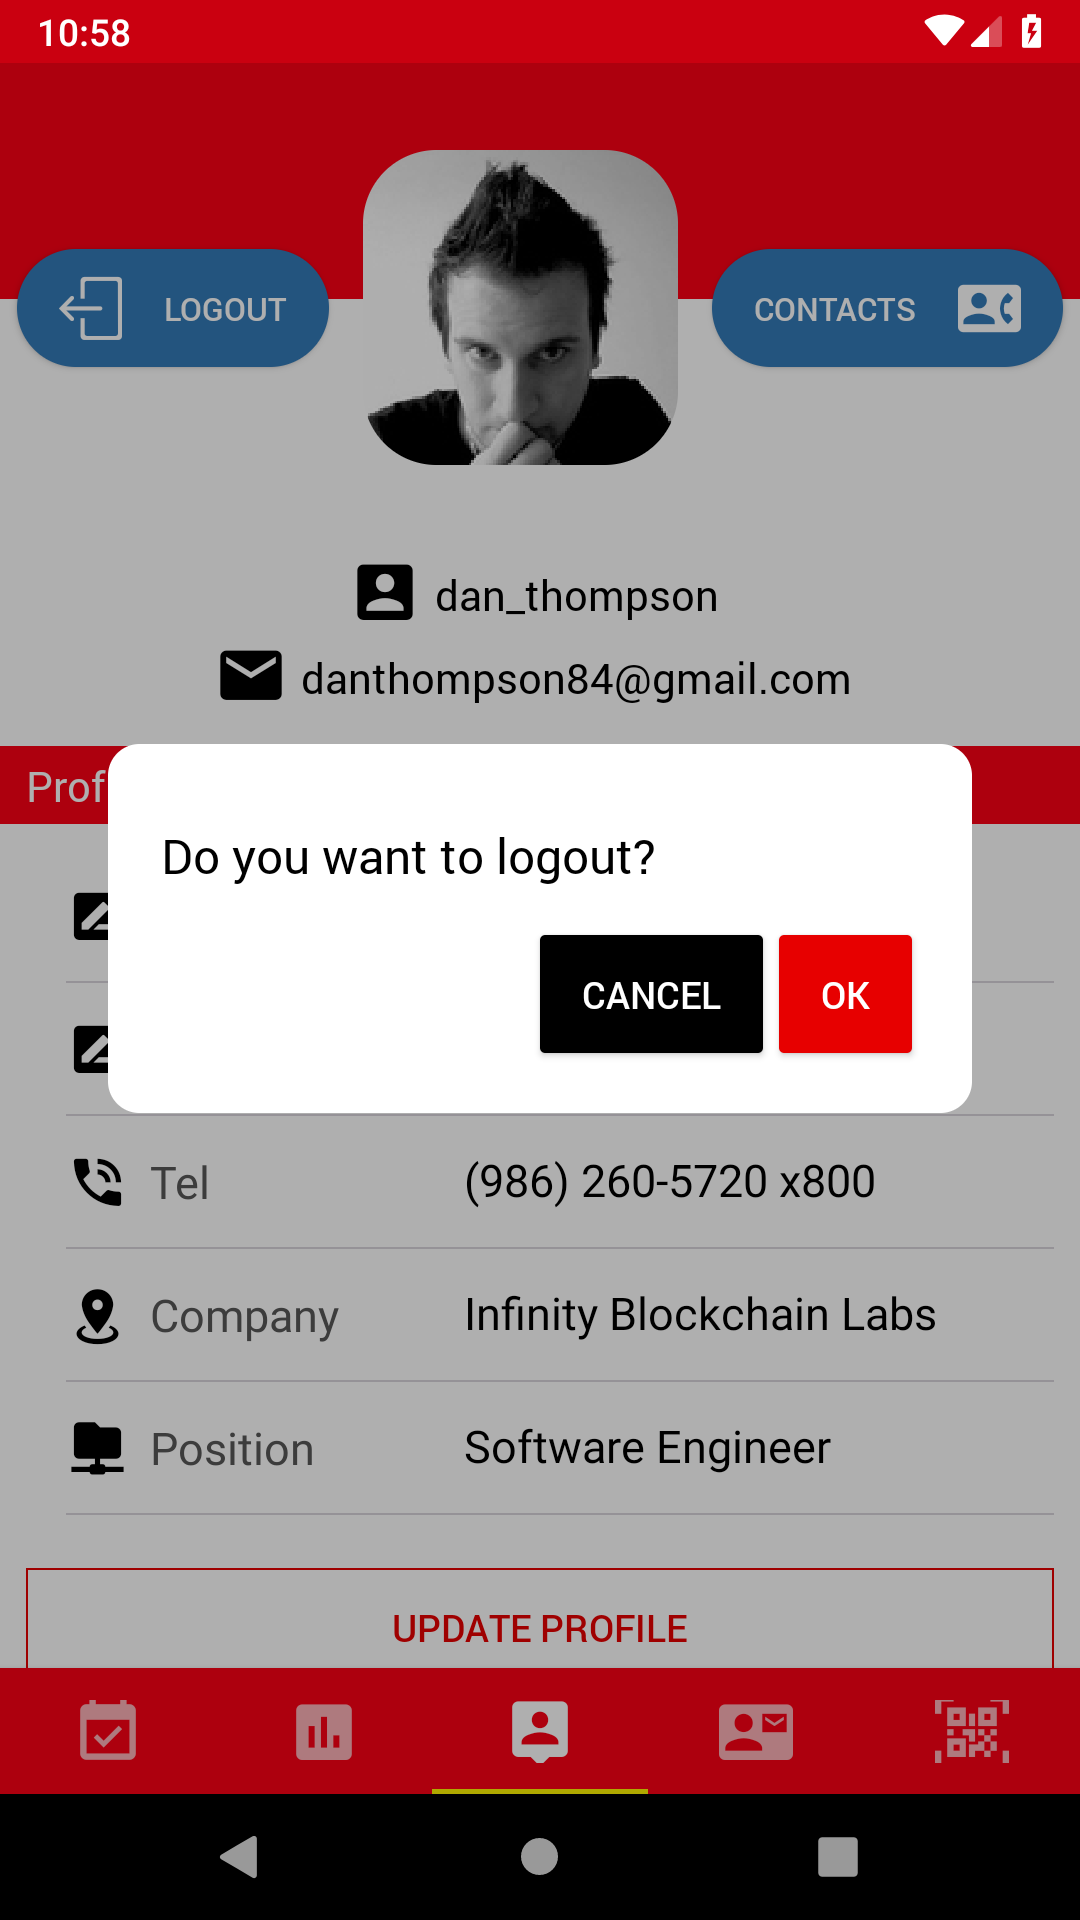 10:58
LOGOUT
CONTACTS
dan_thompson
danthompson84@gmail.com
Prof
Do you want to logout?
CANCEL
OK
Tel
(986) 260-5720 x800
Company
Infinity Blockchain Labs
Position
Software Engineer
UPDATE PROFILE